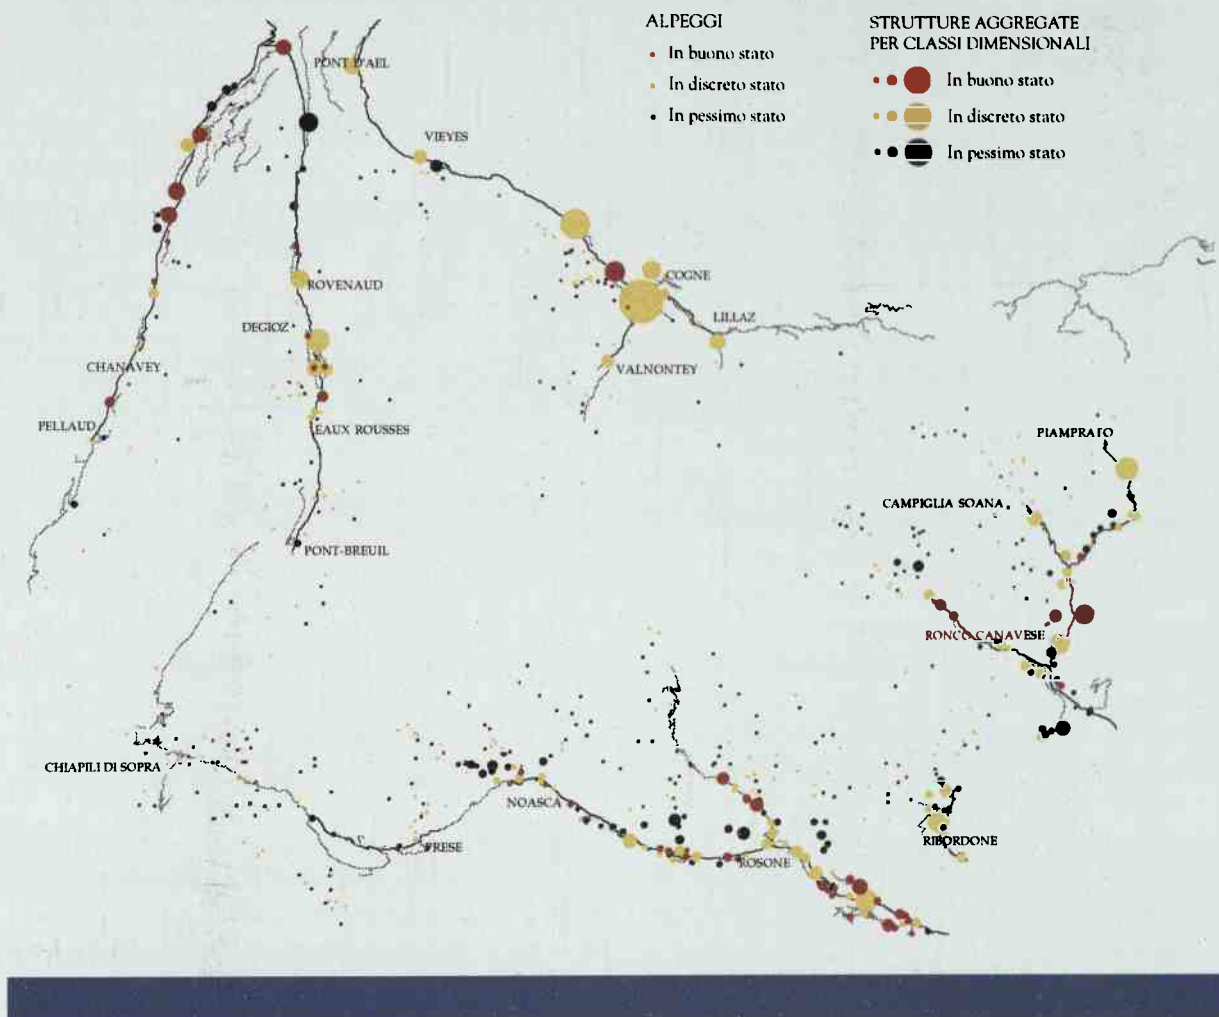 ALPEGGI
In buono stato
In discreto stato
In pessimo stato
STRUTTURE AGGREGATE
PER CLASSI DIMENSIONALI
In buono stato
In discreto stato
In pessimo stato
PONT D'AEL
VIEYES
COGNE
ROVENAUD
LILLAZ
DEGIOZ
CHANAVEY
VALNONTEY
PELLAUD
EAUX ROUSSES
PIAMPRATO
CAMPIGLIA SOANA
PONT-BREUIL
RONCO CANAVESE
CHIAPILI DI SOPRA
NOASCA
PRESE
ROSONE
RIBORDONE